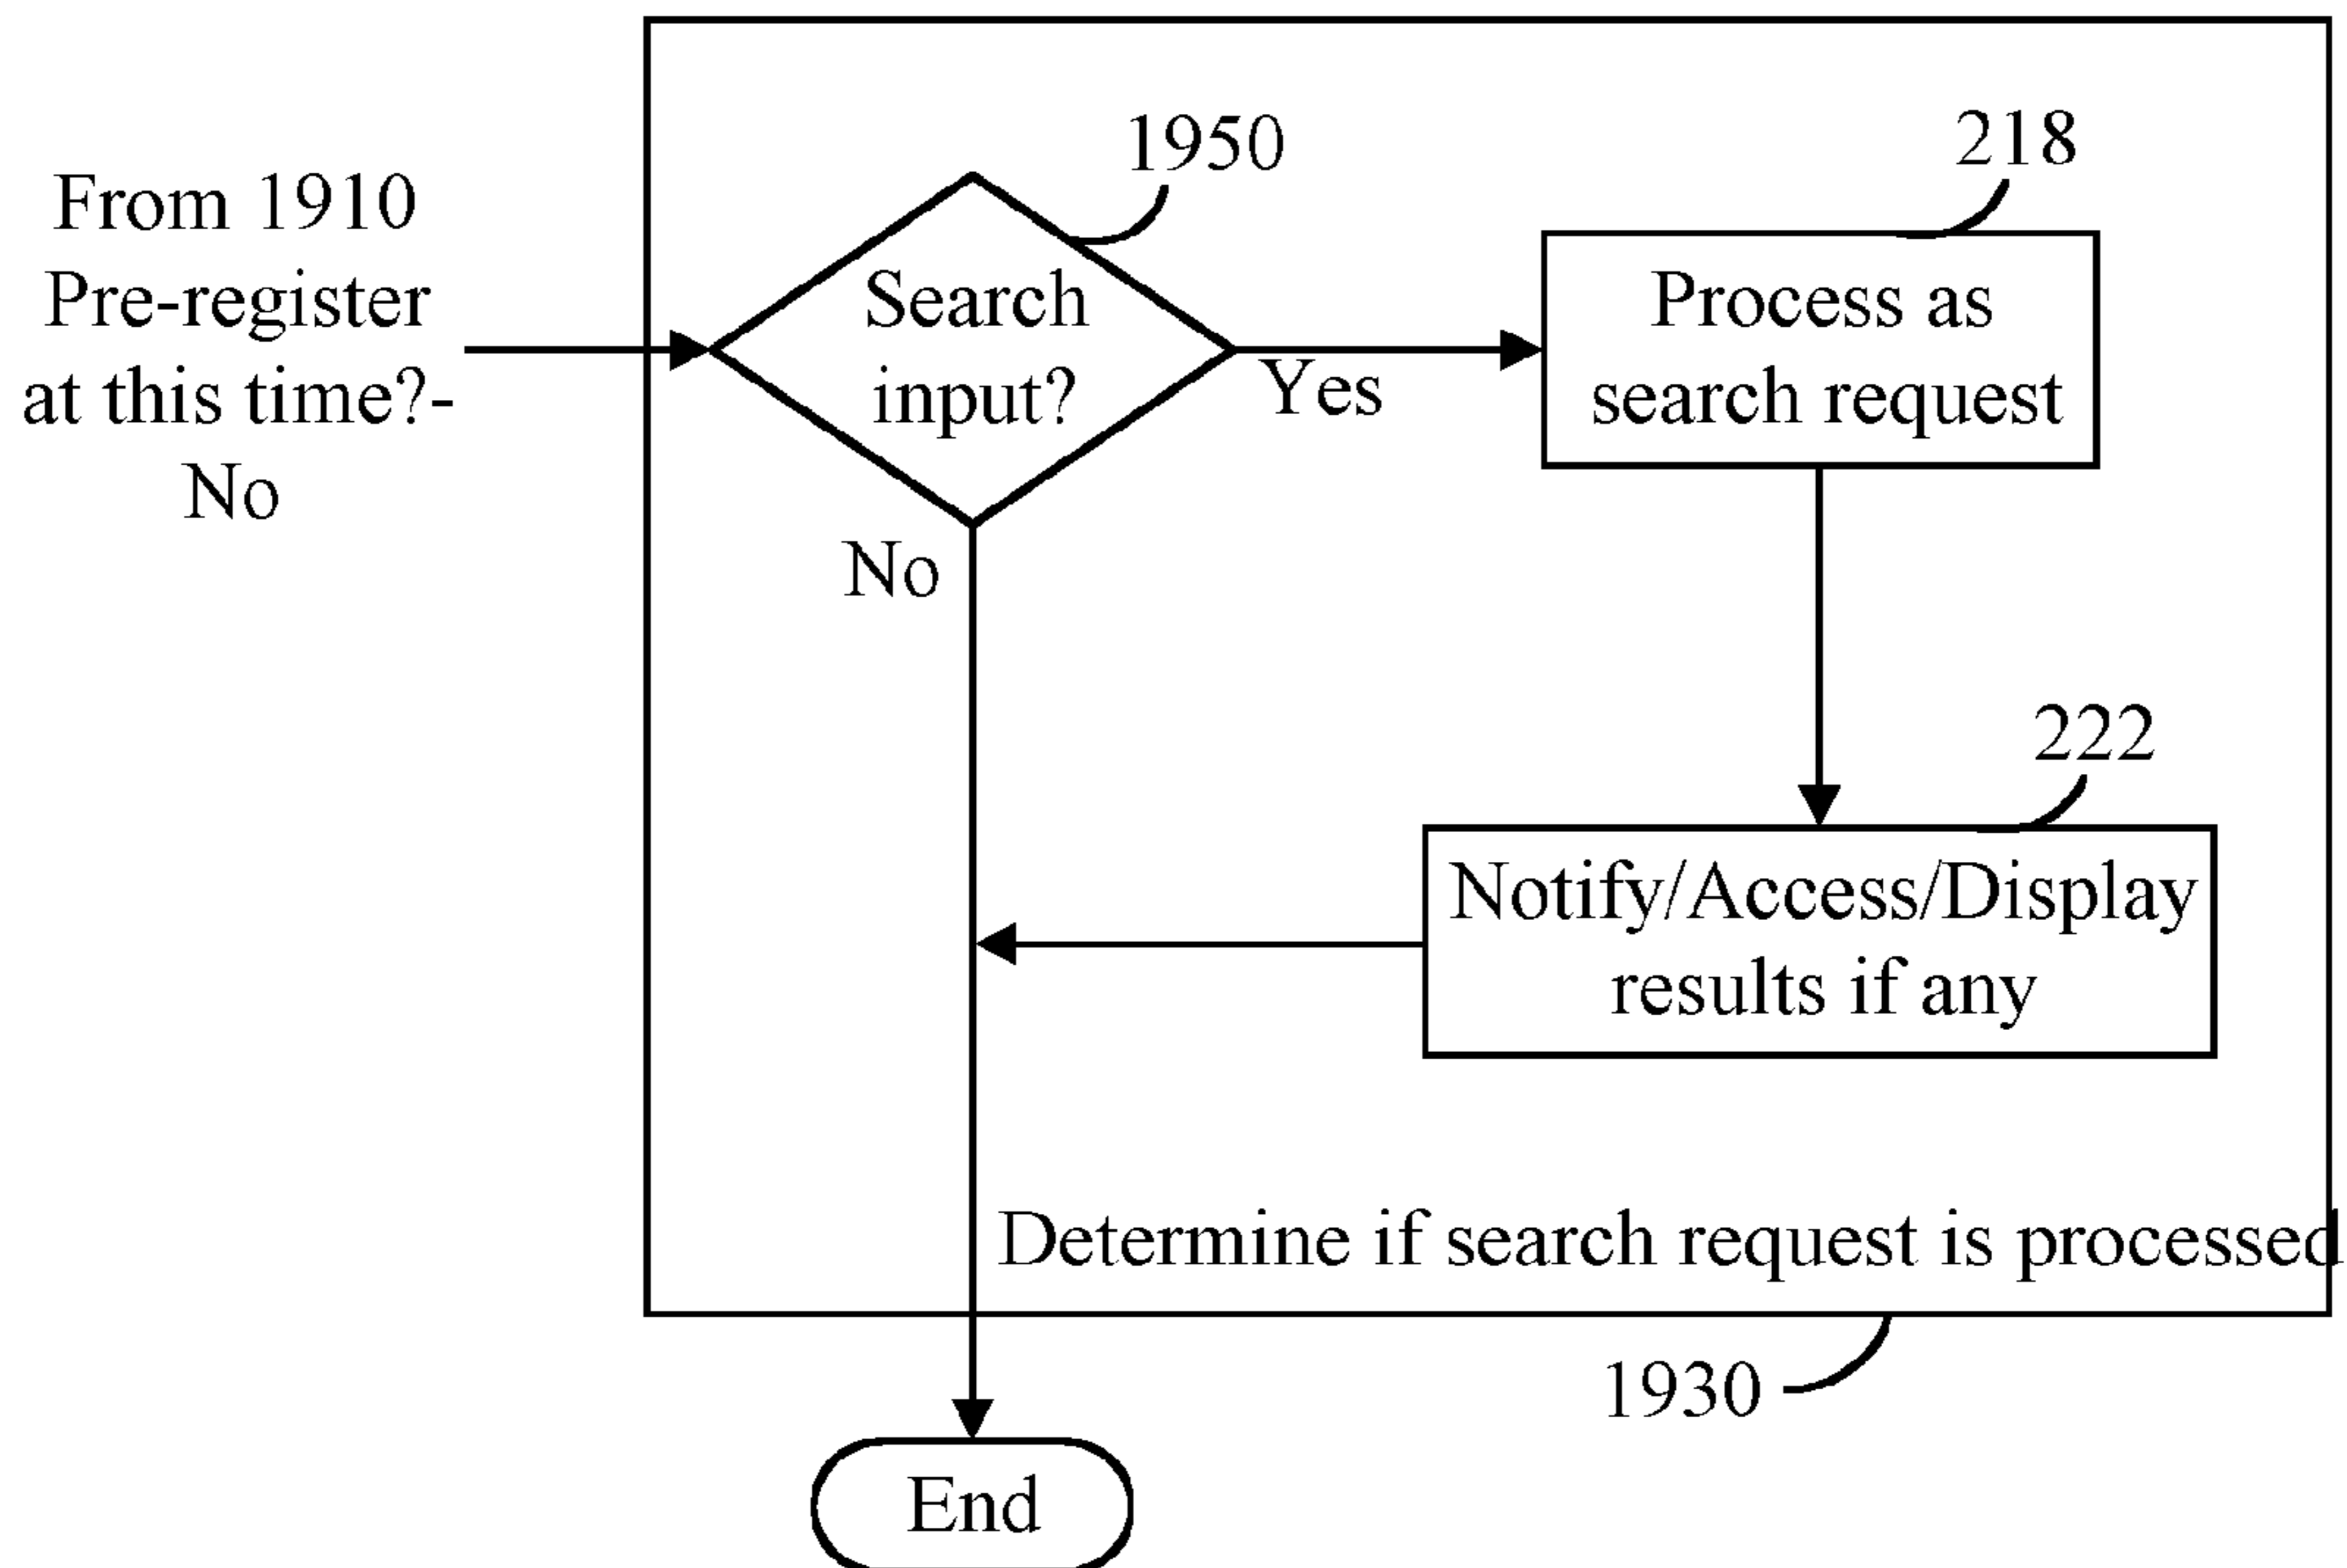 From 1910
Pre-register
at this time?-
No
1950
Search
input?
Yes
No
218
Process as
search request
222
Notify/Access/Display
results if any
Determine if search request is processed
1930
End